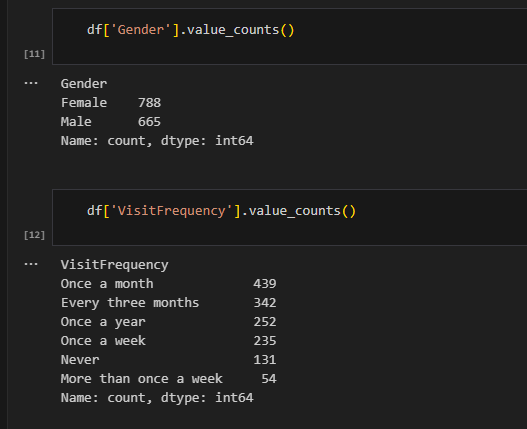 df['Gender'].value_counts()
[11]
...
Gender
Female    788
Male      665
Name: count, dtype: int64
df['VisitFrequency'].value_counts()
[12]
...
VisitFrequency
Once a month             439
Every three months       342
Once a year              252
Once a week              235
Never                    131
More than once a week     54
Name: count, dtype: int64